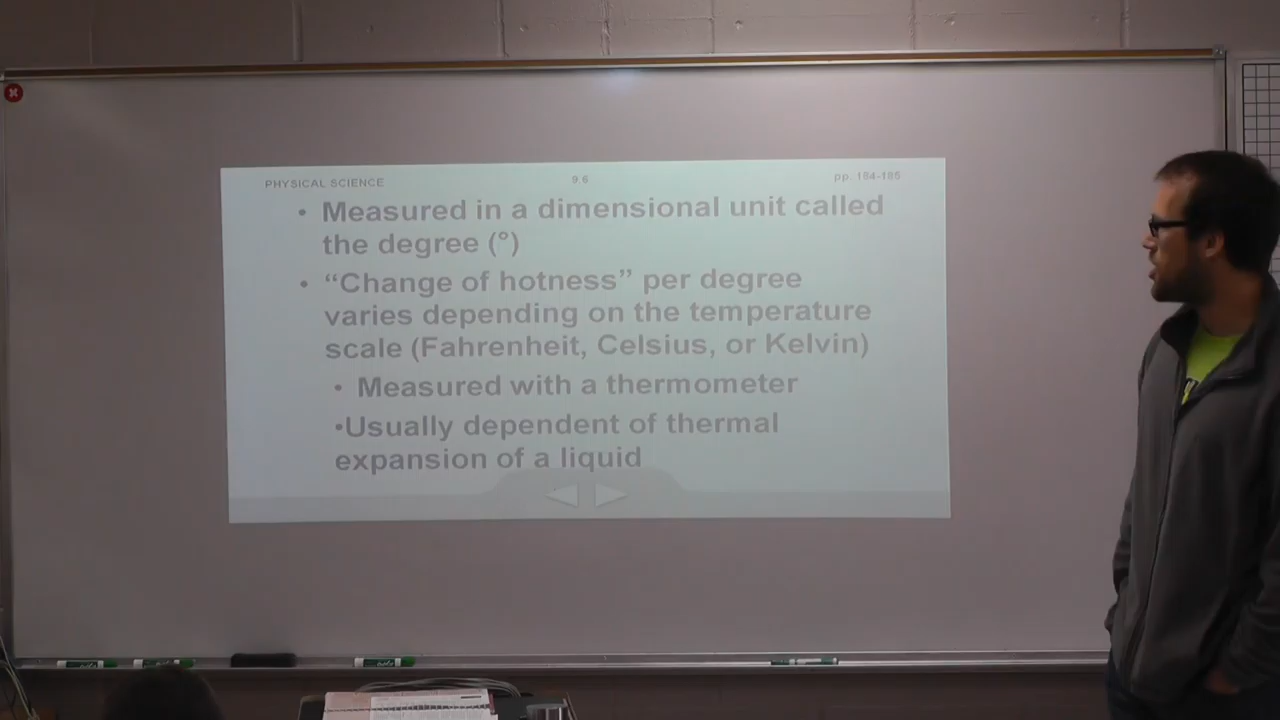 PHYSICAL SCIENCE 9.6 pp. 184-185
• Measured in a dimensional unit called
the degree (°)
• “Change of hotness” per degree
varies depending on the temperature
scale (Fahrenheit, Celsius, or Kelvin)
• Measured with a thermometer
•Usually dependent of thermal
expansion of a liquid